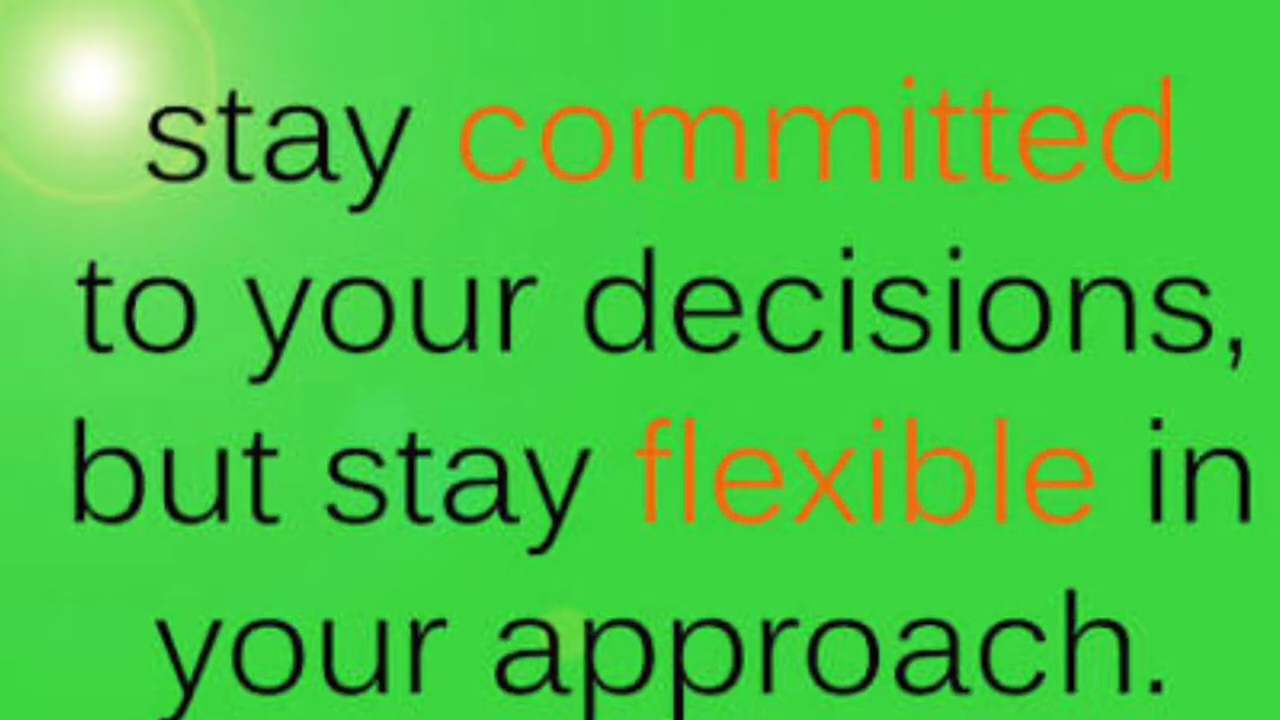 stay committed
to your decisions,
but stay flexible in
your approach.